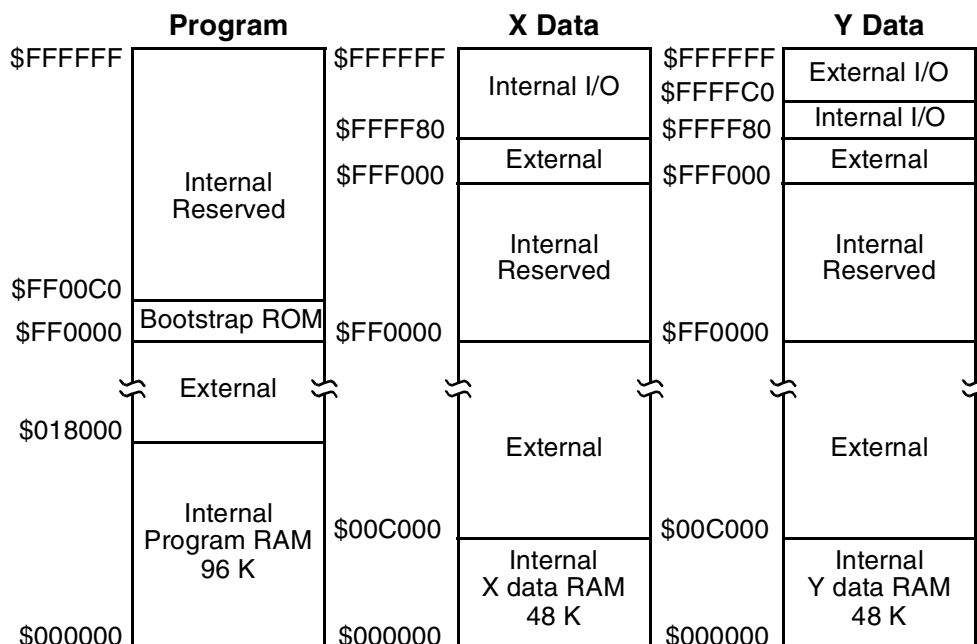 Program
$FFFFFF
Internal
Reserved
$FF00C0
Bootstrap ROM
$FF0000
External
$018000
Internal
Program RAM
96 K
$000000
X Data
$FFFFFF
Internal I/O
$FFFF80
External
$FFF000
Internal
Reserved
$FF0000
External
$00C000
Internal
X data RAM
48 K
$000000
Y Data
$FFFFFF
External I/O
$FFFFC0
Internal I/O
$FFFF80
External
$FFF000
Internal
Reserved
$FF0000
External
$00C000
Internal
Y data RAM
48 K
$000000